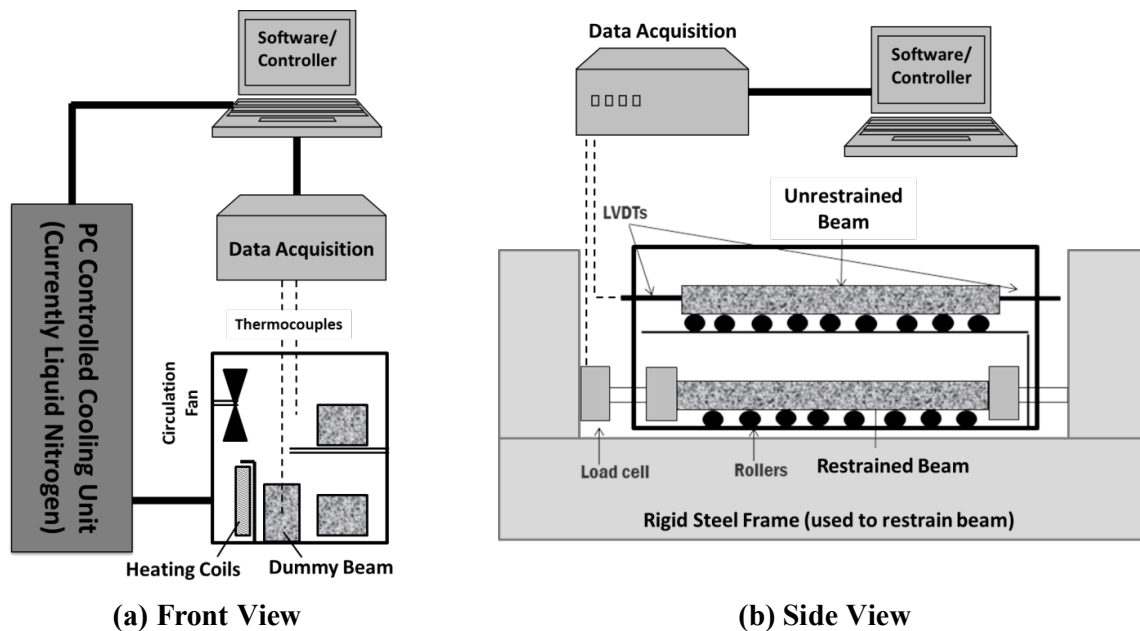 Software/
Controller
PC Controlled Cooling Unit
(Currently Liquid Nitrogen)
Data Acquisition
Thermocouples
Circulation
Fan
Heating Coils
Dummy Beam
(a) Front View
Data Acquisition
Software/
Controller
Unrestrained
Beam
LVDTs
Load cell
Rollers
Restrained Beam
Rigid Steel Frame (used to restrain beam)
(b) Side View